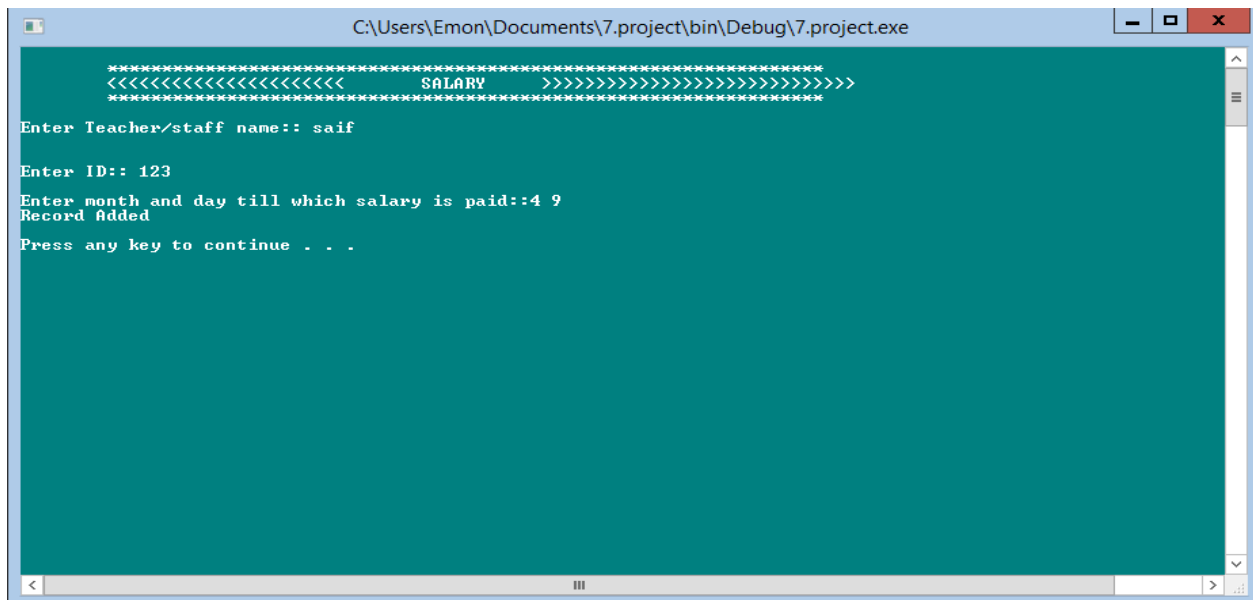 C:\Users\Emon\Documents\7.project\bin\Debug\7.project.exe
******************************************************************
<<<<<<<<<<<<<<<<<<<<<< SALARY >>>>>>>>>>>>>>>>>>>>>>>>>>>>>
******************************************************************
Enter Teacher/staff name:: saif
Enter ID:: 123
Enter month and day till which salary is paid::4 9
Record Added
Press any key to continue . . .